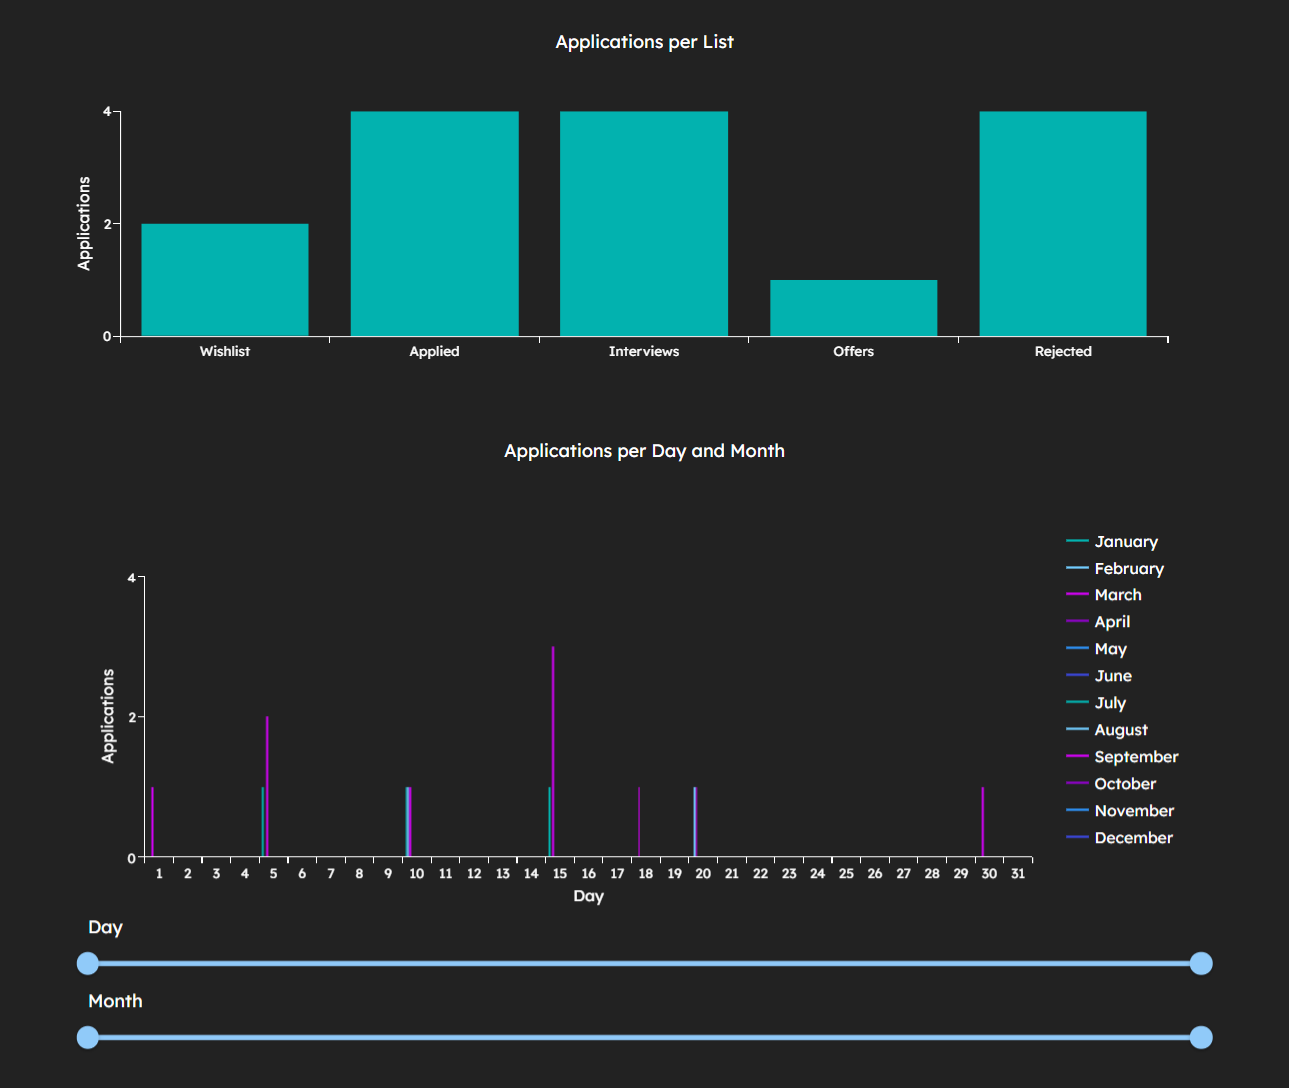 Applications per List
4
2
0
Applications
Wishlist Applied Interviews Offers Rejected
Applications per Day and Month
4
2
0
Applications
1 2 3 4 5 6 7 8 9 10 11 12 13 14 15 16 17 18 19 20 21 22 23 24 25 26 27 28 29 30 31
Day
January
February
March
April
May
June
July
August
September
October
November
December
Day
Month